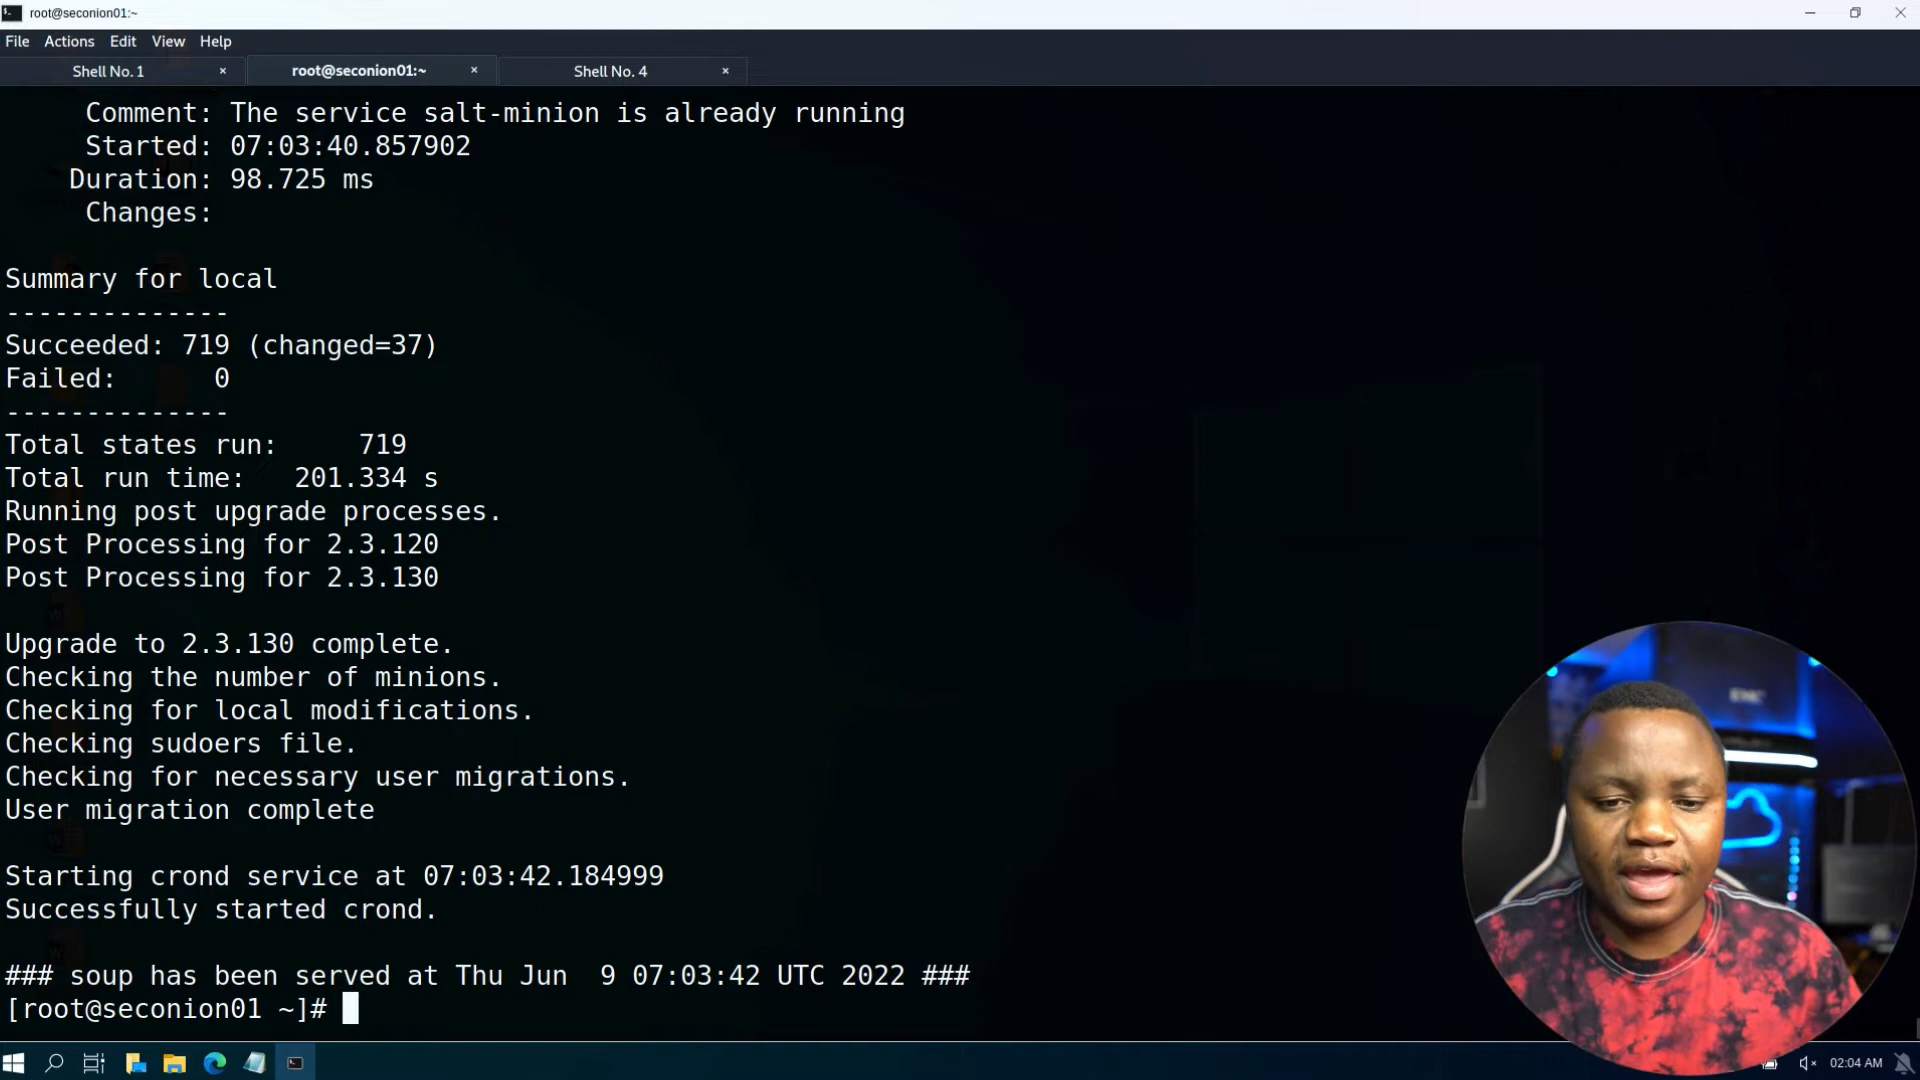 root@seconion01:~
File Actions Edit View Help
Shell No. 1 × root@seconion01:~ × Shell No. 4 ×
Comment: The service salt-minion is already running
Started: 07:03:40.857902
Duration: 98.725 ms
Changes:
Summary for local
--------------
Succeeded: 719 (changed=37)
Failed: 0
--------------
Total states run: 719
Total run time: 201.334 s
Running post upgrade processes.
Post Processing for 2.3.120
Post Processing for 2.3.130
Upgrade to 2.3.130 complete.
Checking the number of minions.
Checking for local modifications.
Checking sudoers file.
Checking for necessary user migrations.
User migration complete
Starting crond service at 07:03:42.184999
Successfully started crond.
### soup has been served at Thu Jun  9 07:03:42 UTC 2022 ###
[root@seconion01 ~]#
02:04 AM